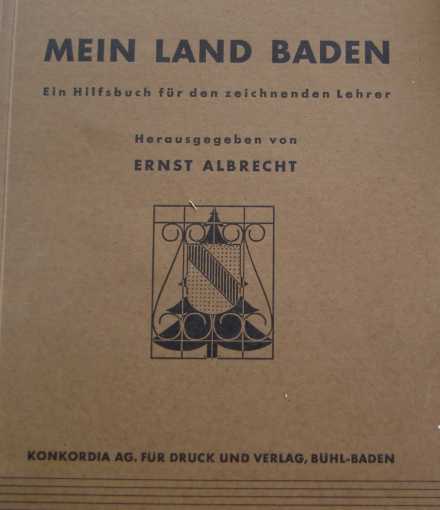 MEIN LAND BADEN
Ein Hilfsbuch für den zeichnenden Lehrer
Herausgegeben von
ERNST ALBRECHT
KONKORDIA AG. FÜR DRUCK UND VERLAG, BÜHL-BADEN